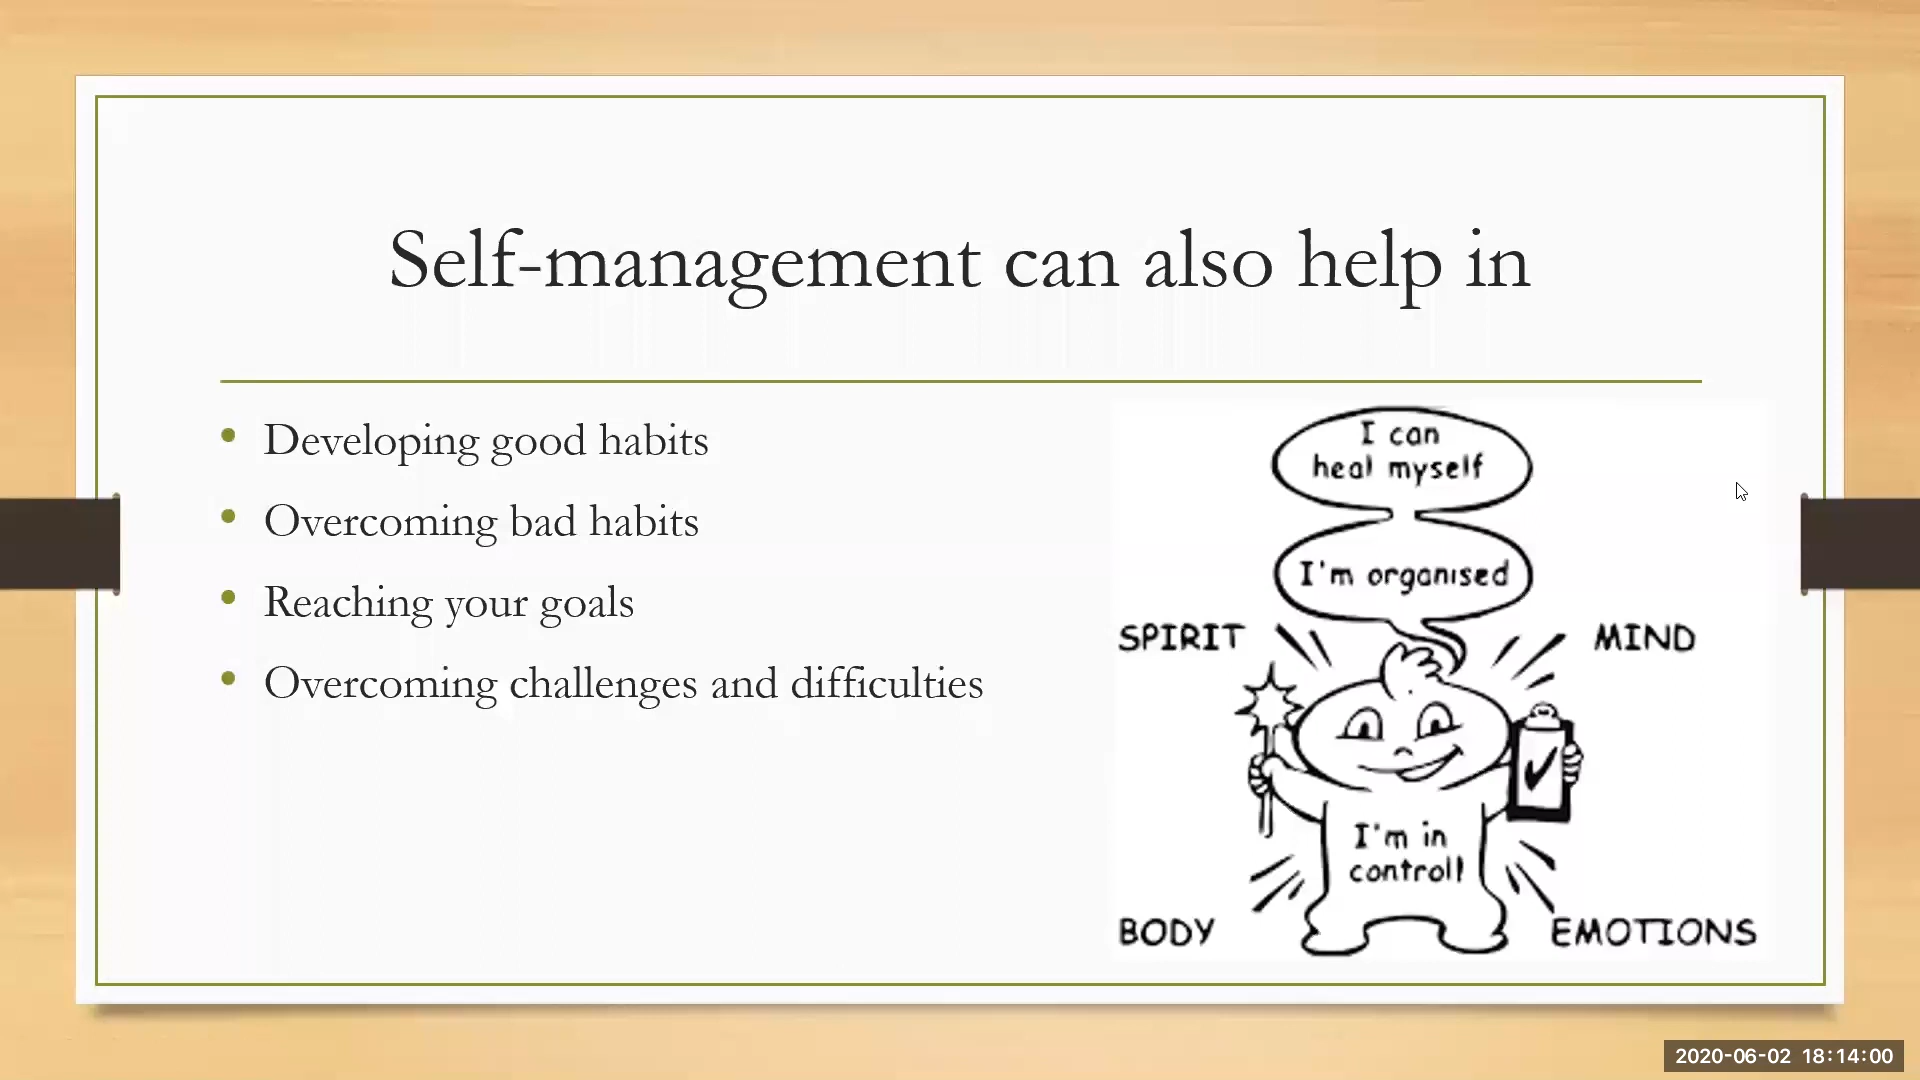 Self-management can also help in
Developing good habits
Overcoming bad habits
Reaching your goals
Overcoming challenges and difficulties
I can
heal myself
I'm organised
SPIRIT
MIND
I'm in
control!
BODY
EMOTIONS
2020-06-02 18:14:00